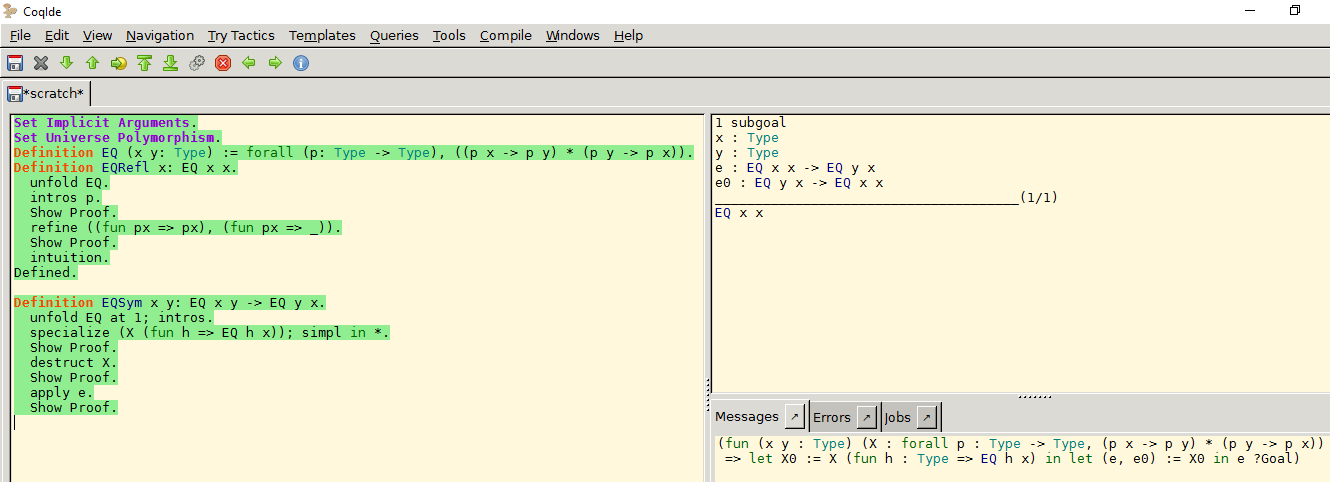 CoqIde
File Edit View Navigation Try Tactics Templates Queries Tools Compile Windows Help
*scratch*
Set Implicit Arguments.
Set Universe Polymorphism.
Definition EQ (x y: Type) := forall (p: Type -> Type), ((p x -> p y) * (p y -> p x)).
Definition EQRefl x: EQ x x.
  unfold EQ.
  intros p.
  Show Proof.
  refine ((fun px => px), (fun px => _)).
  Show Proof.
  intuition.
Defined.

Definition EQSym x y: EQ x y -> EQ y x.
  unfold EQ at 1; intros.
  specialize (X (fun h => EQ h x)); simpl in *.
  Show Proof.
  destruct X.
  Show Proof.
  apply e.
  Show Proof.
1 subgoal
x : Type
y : Type
e : EQ x x -> EQ y x
e0 : EQ y x -> EQ x x
______________________________________(1/1)
EQ x x
Messages Errors Jobs
(fun (x y : Type) (X : forall p : Type -> Type, (p x -> p y) * (p y -> p x))
 => let X0 := X (fun h : Type => EQ h x) in let (e, e0) := X0 in e ?Goal)